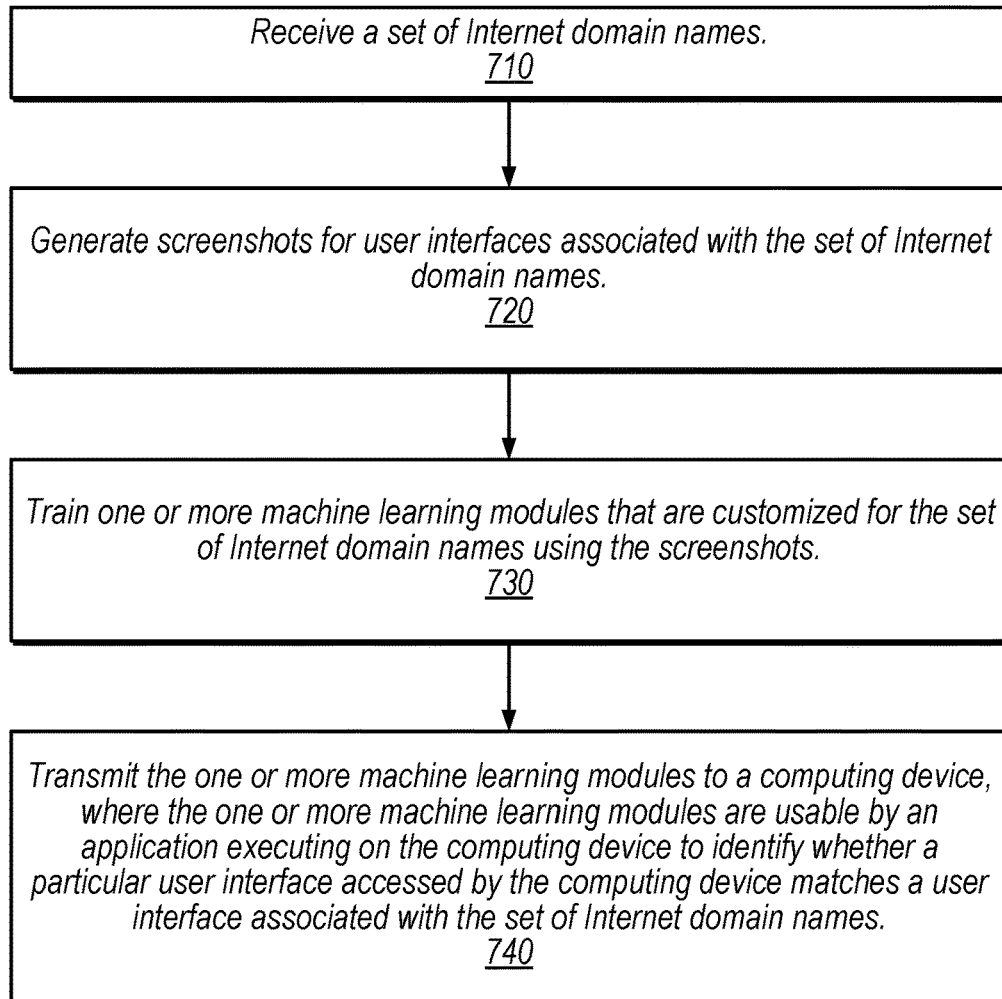 Receive a set of Internet domain names.
710
Generate screenshots for user interfaces associated with the set of Internet
domain names.
720
Train one or more machine learning modules that are customized for the set
of Internet domain names using the screenshots.
730
Transmit the one or more machine learning modules to a computing device,
where the one or more machine learning modules are usable by an
application executing on the computing device to identify whether a
particular user interface accessed by the computing device matches a user
interface associated with the set of Internet domain names.
740